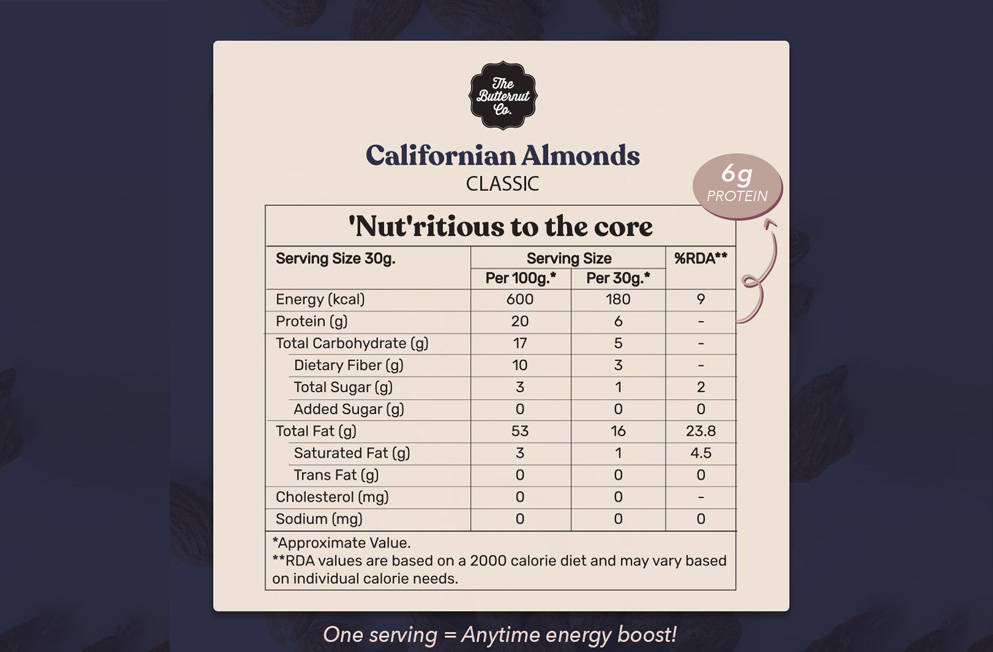 The
Butternut
Co.
Californian Almonds
CLASSIC
6g
PROTEIN
'Nut'ritious to the core
Serving Size 30g. Serving Size %RDA**
Per 100g.* Per 30g.*
Energy (kcal) 600 180 9
Protein (g) 20 6 -
Total Carbohydrate (g) 17 5 -
Dietary Fiber (g) 10 3 -
Total Sugar (g) 3 1 2
Added Sugar (g) 0 0 0
Total Fat (g) 53 16 23.8
Saturated Fat (g) 3 1 4.5
Trans Fat (g) 0 0 0
Cholesterol (mg) 0 0 -
Sodium (mg) 0 0 0
*Approximate Value.
**RDA values are based on a 2000 calorie diet and may vary based
on individual calorie needs.
One serving = Anytime energy boost!